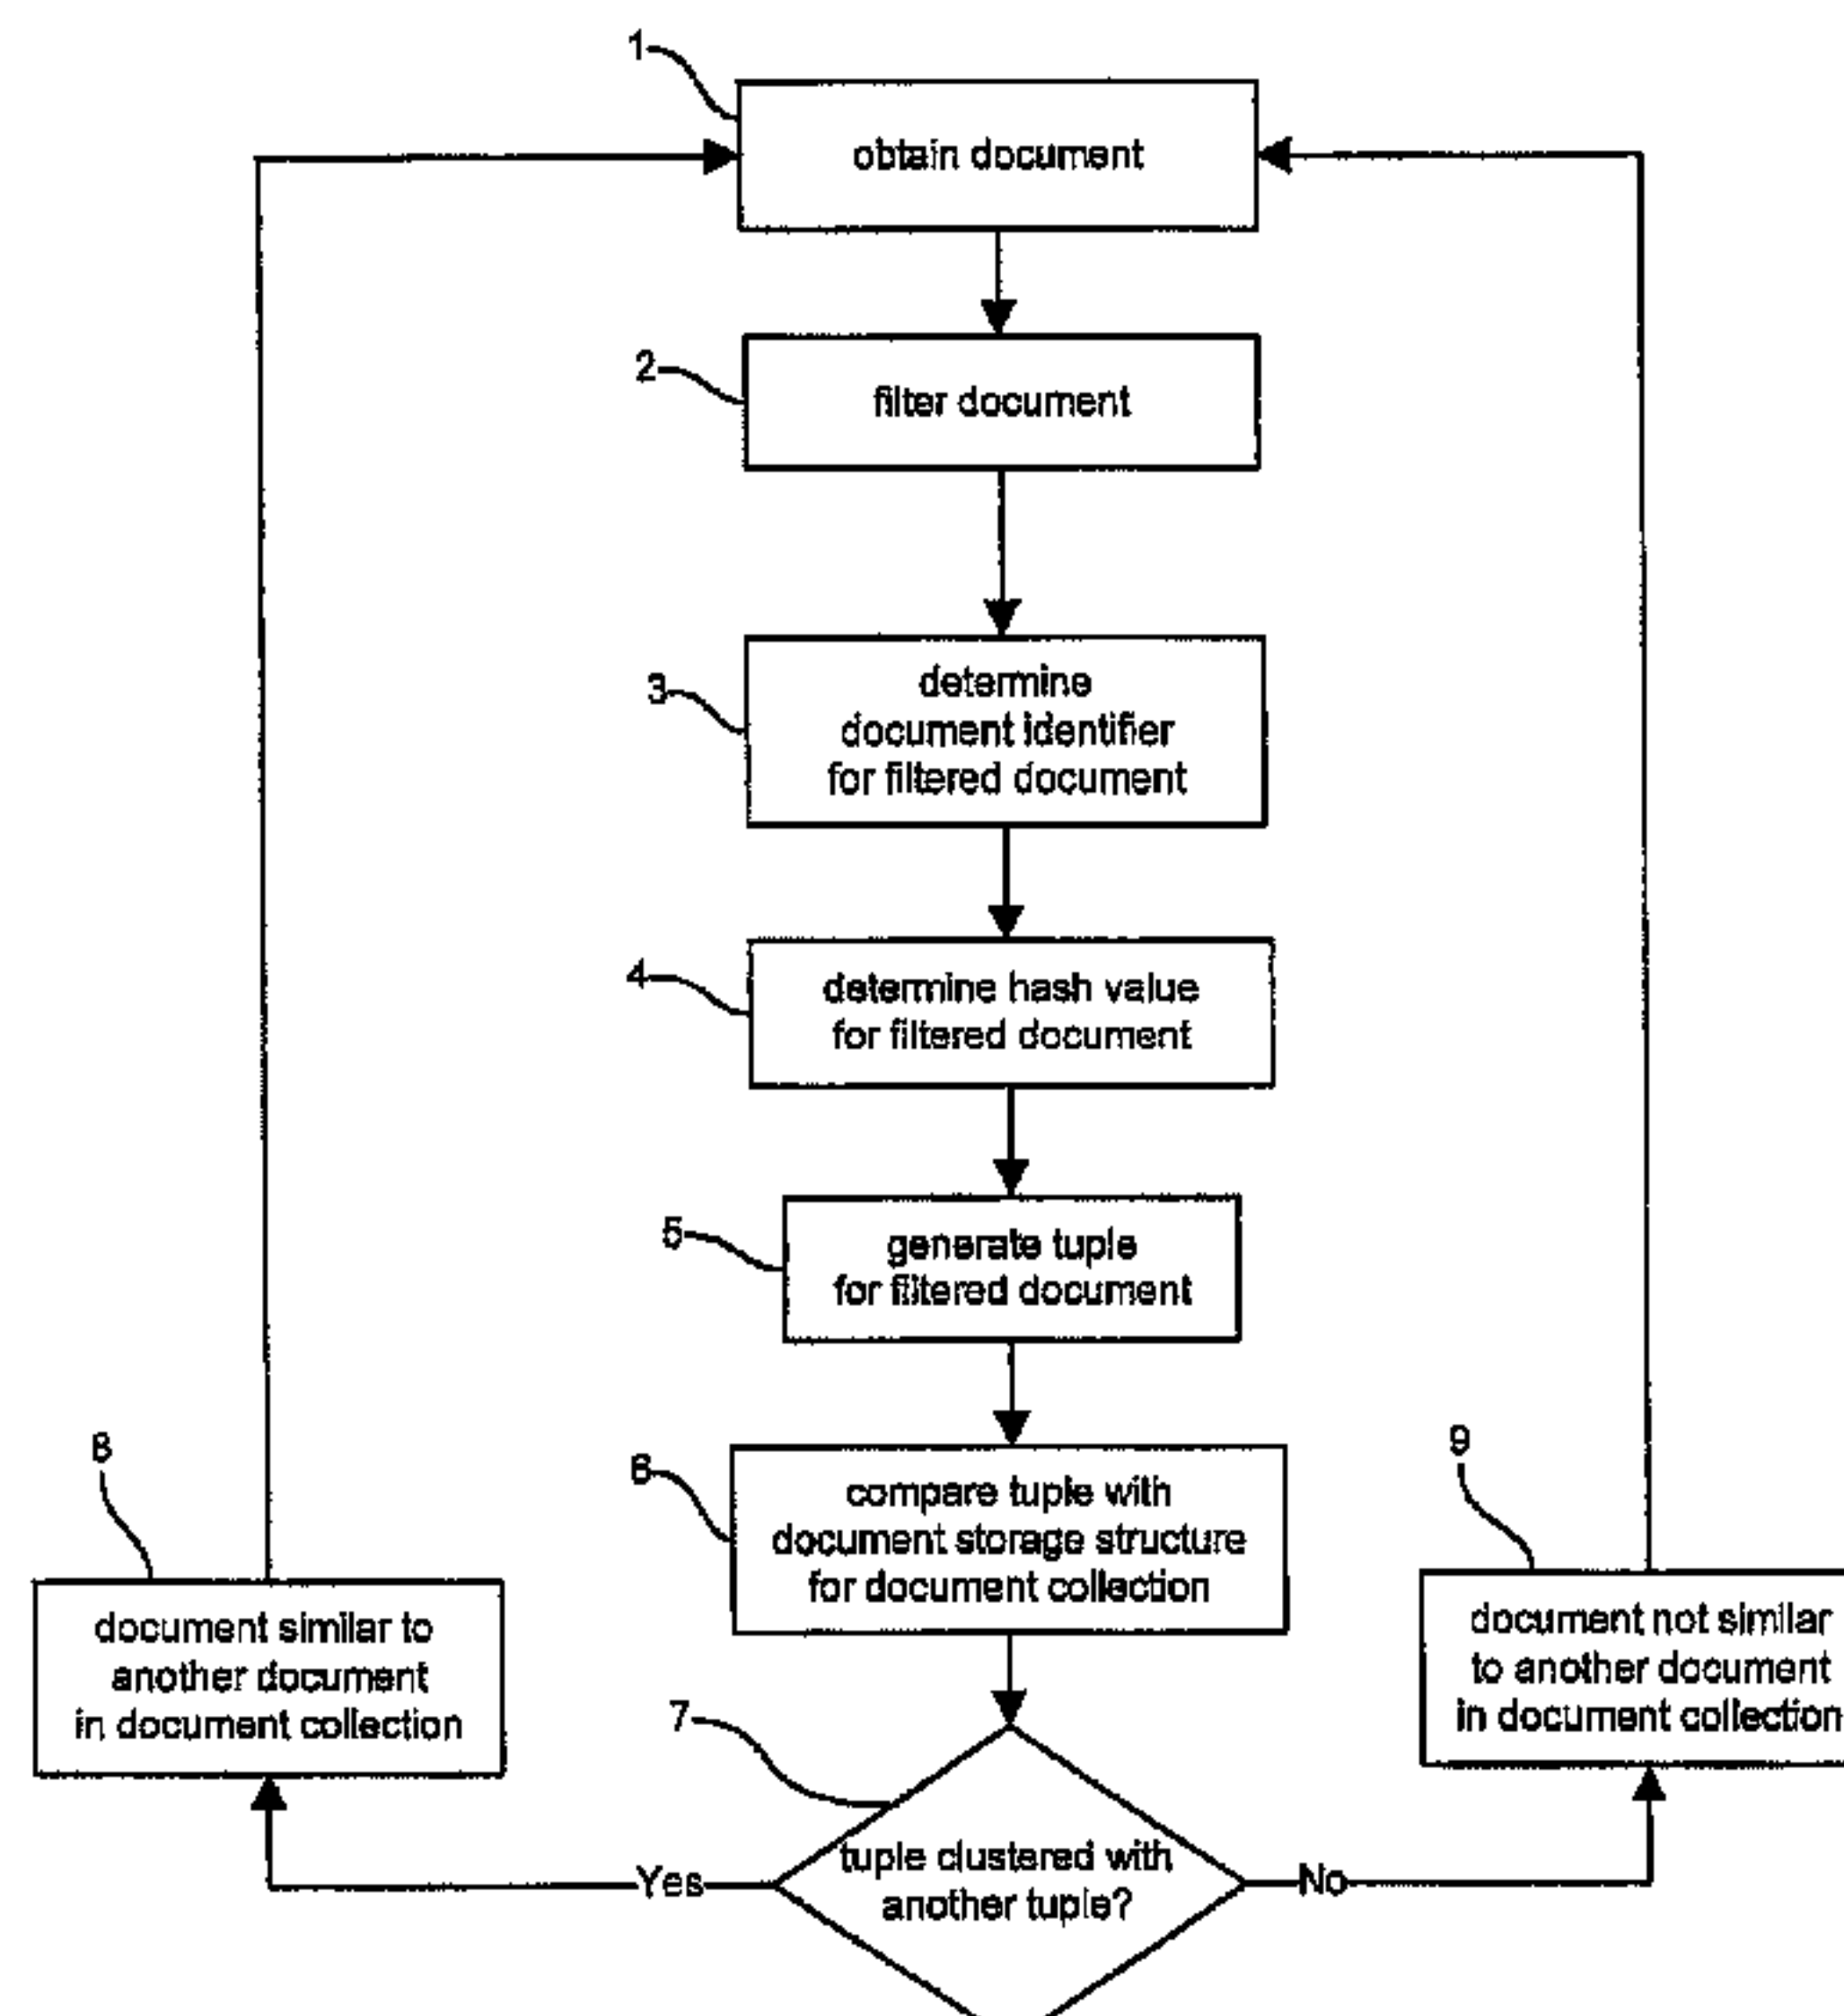 1
obtain document
2
filter document
3
determine
document identifier
for filtered document
4
determine hash value
for filtered document
5
generate tuple
for filtered document
6
compare tuple with
document storage structure
for document collection
8
document similar to
another document
in document collection
9
document not similar
to another document
in document collection
7
tuple clustered with
another tuple?
Yes
No